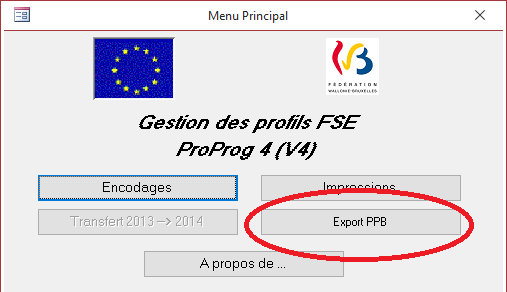 Menu Principal
FÉDÉRATION
WALLONIE-BRUXELLES
Gestion des profils FSE
ProProg 4 (V4)
Encodages
Impressions
Transfert 2013 --> 2014
Export PPB
A propos de ...